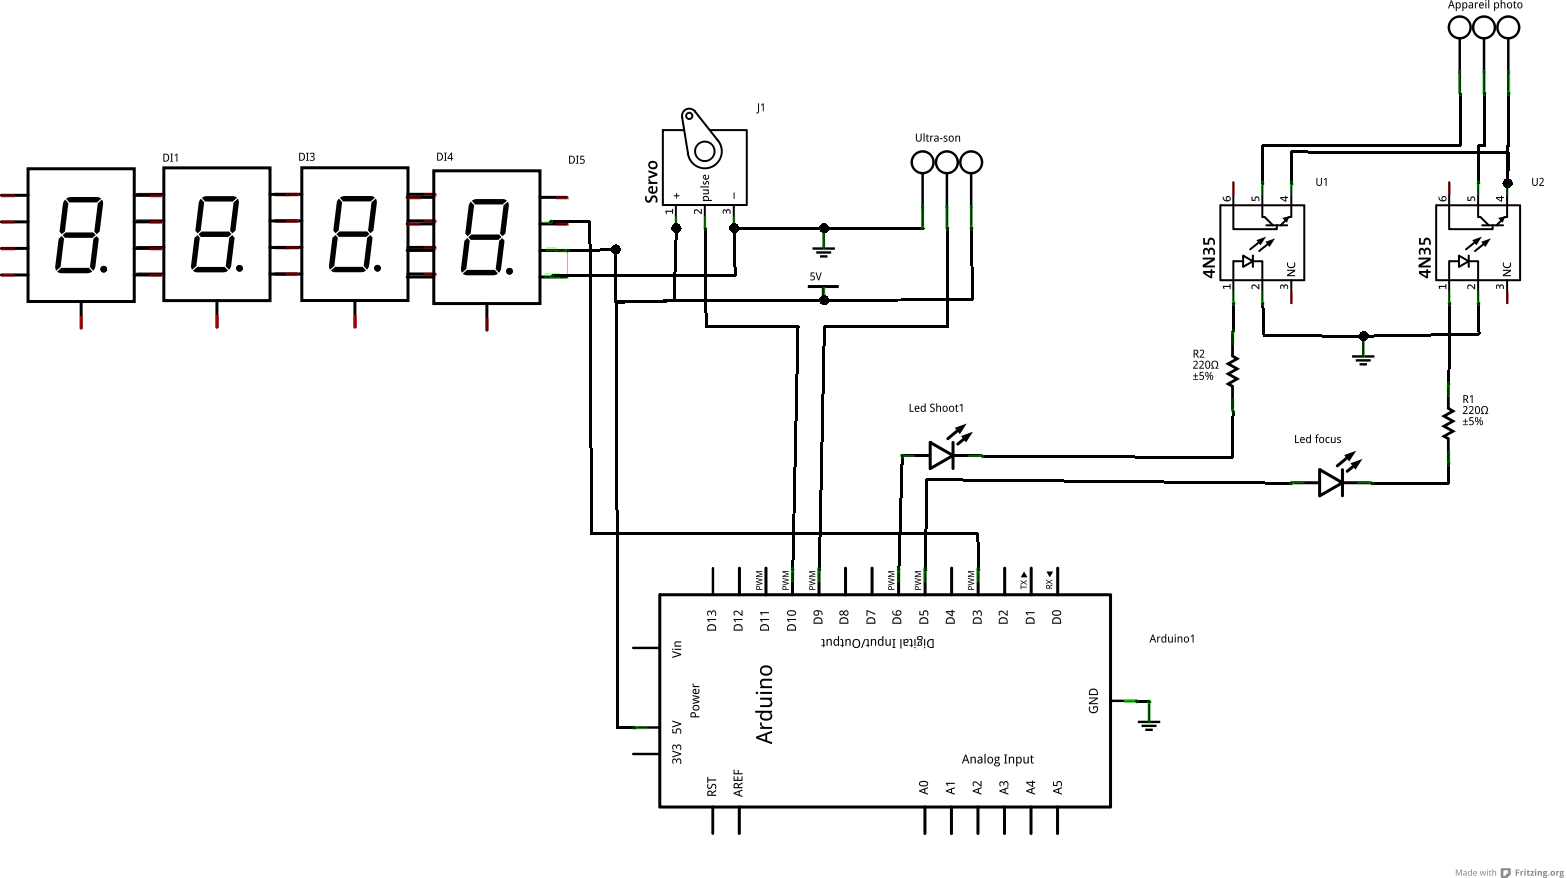 Appareil photo
J1
Ultra-son
DI1
DI3
DI4
DI5
Servo
+
pulse
−
1
2
3
5V
U1
6
5
4
4N35
NC
1
2
3
U2
6
5
4
4N35
NC
1
2
3
R2
220Ω
±5%
R1
220Ω
±5%
Led Shoot1
Led focus
PWM
PWM
PWM
PWM
PWM
PWM
TX
RX
D13
D12
D11
D10
D9
D8
D7
D6
D5
D4
D3
D2
D1
D0
Digital Input/Output
Arduino1
Vin
Power
5V
3V3
Arduino
GND
Analog Input
RST
AREF
A0
A1
A2
A3
A4
A5
Made with Fritzing.org